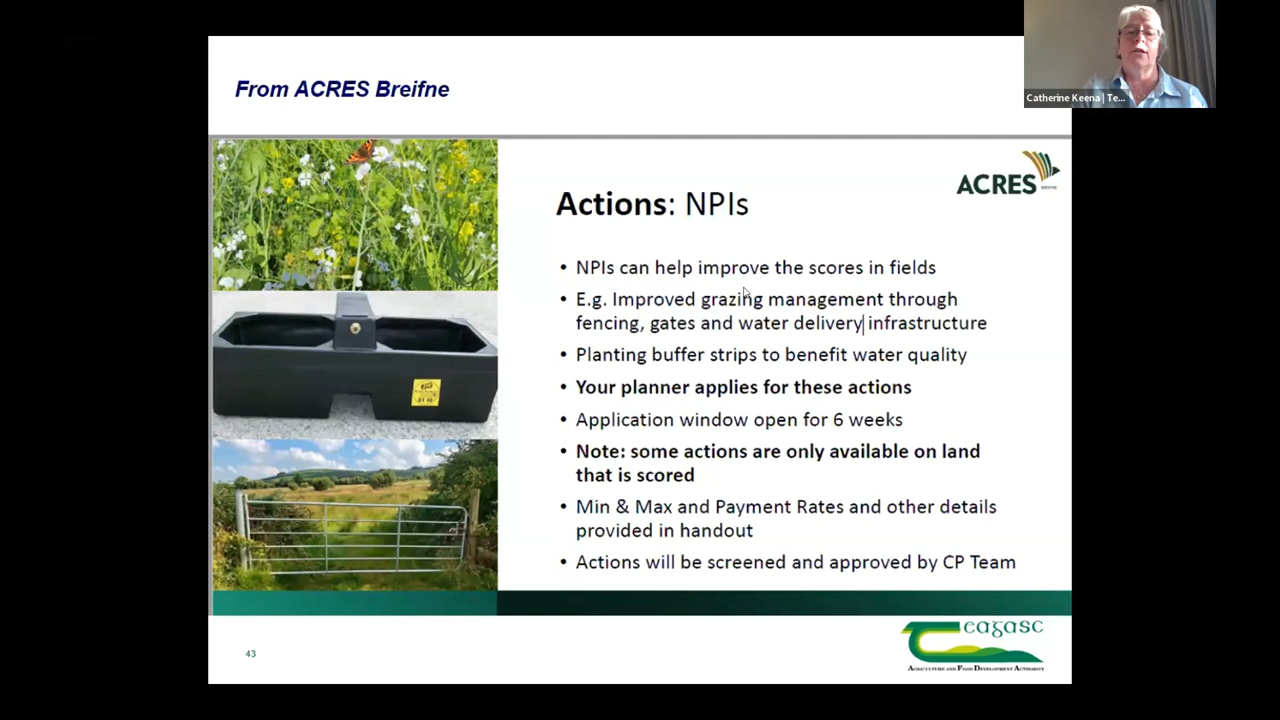 From ACRES Breifne
Catherine Keena | Te...
ACRES
BREIFNE
Actions: NPIs
• NPIs can help improve the scores in fields
• E.g. Improved grazing management through
fencing, gates and water delivery infrastructure
• Planting buffer strips to benefit water quality
• Your planner applies for these actions
• Application window open for 6 weeks
• Note: some actions are only available on land
that is scored
• Min & Max and Payment Rates and other details
provided in handout
• Actions will be screened and approved by CP Team
43
eagasc
AGRICULTURE AND FOOD DEVELOPMENT AUTHORITY